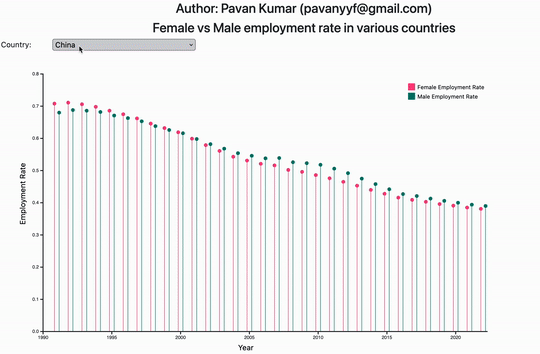 Author: Pavan Kumar (pavanyyf@gmail.com)
Female vs Male employment rate in various countries
Country: China
Female Employment Rate
Male Employment Rate
0.8
0.7
0.6
0.5
0.4
0.3
0.2
0.1
0.0
Employment Rate
1990 1995 2000 2005 2010 2015 2020
Year